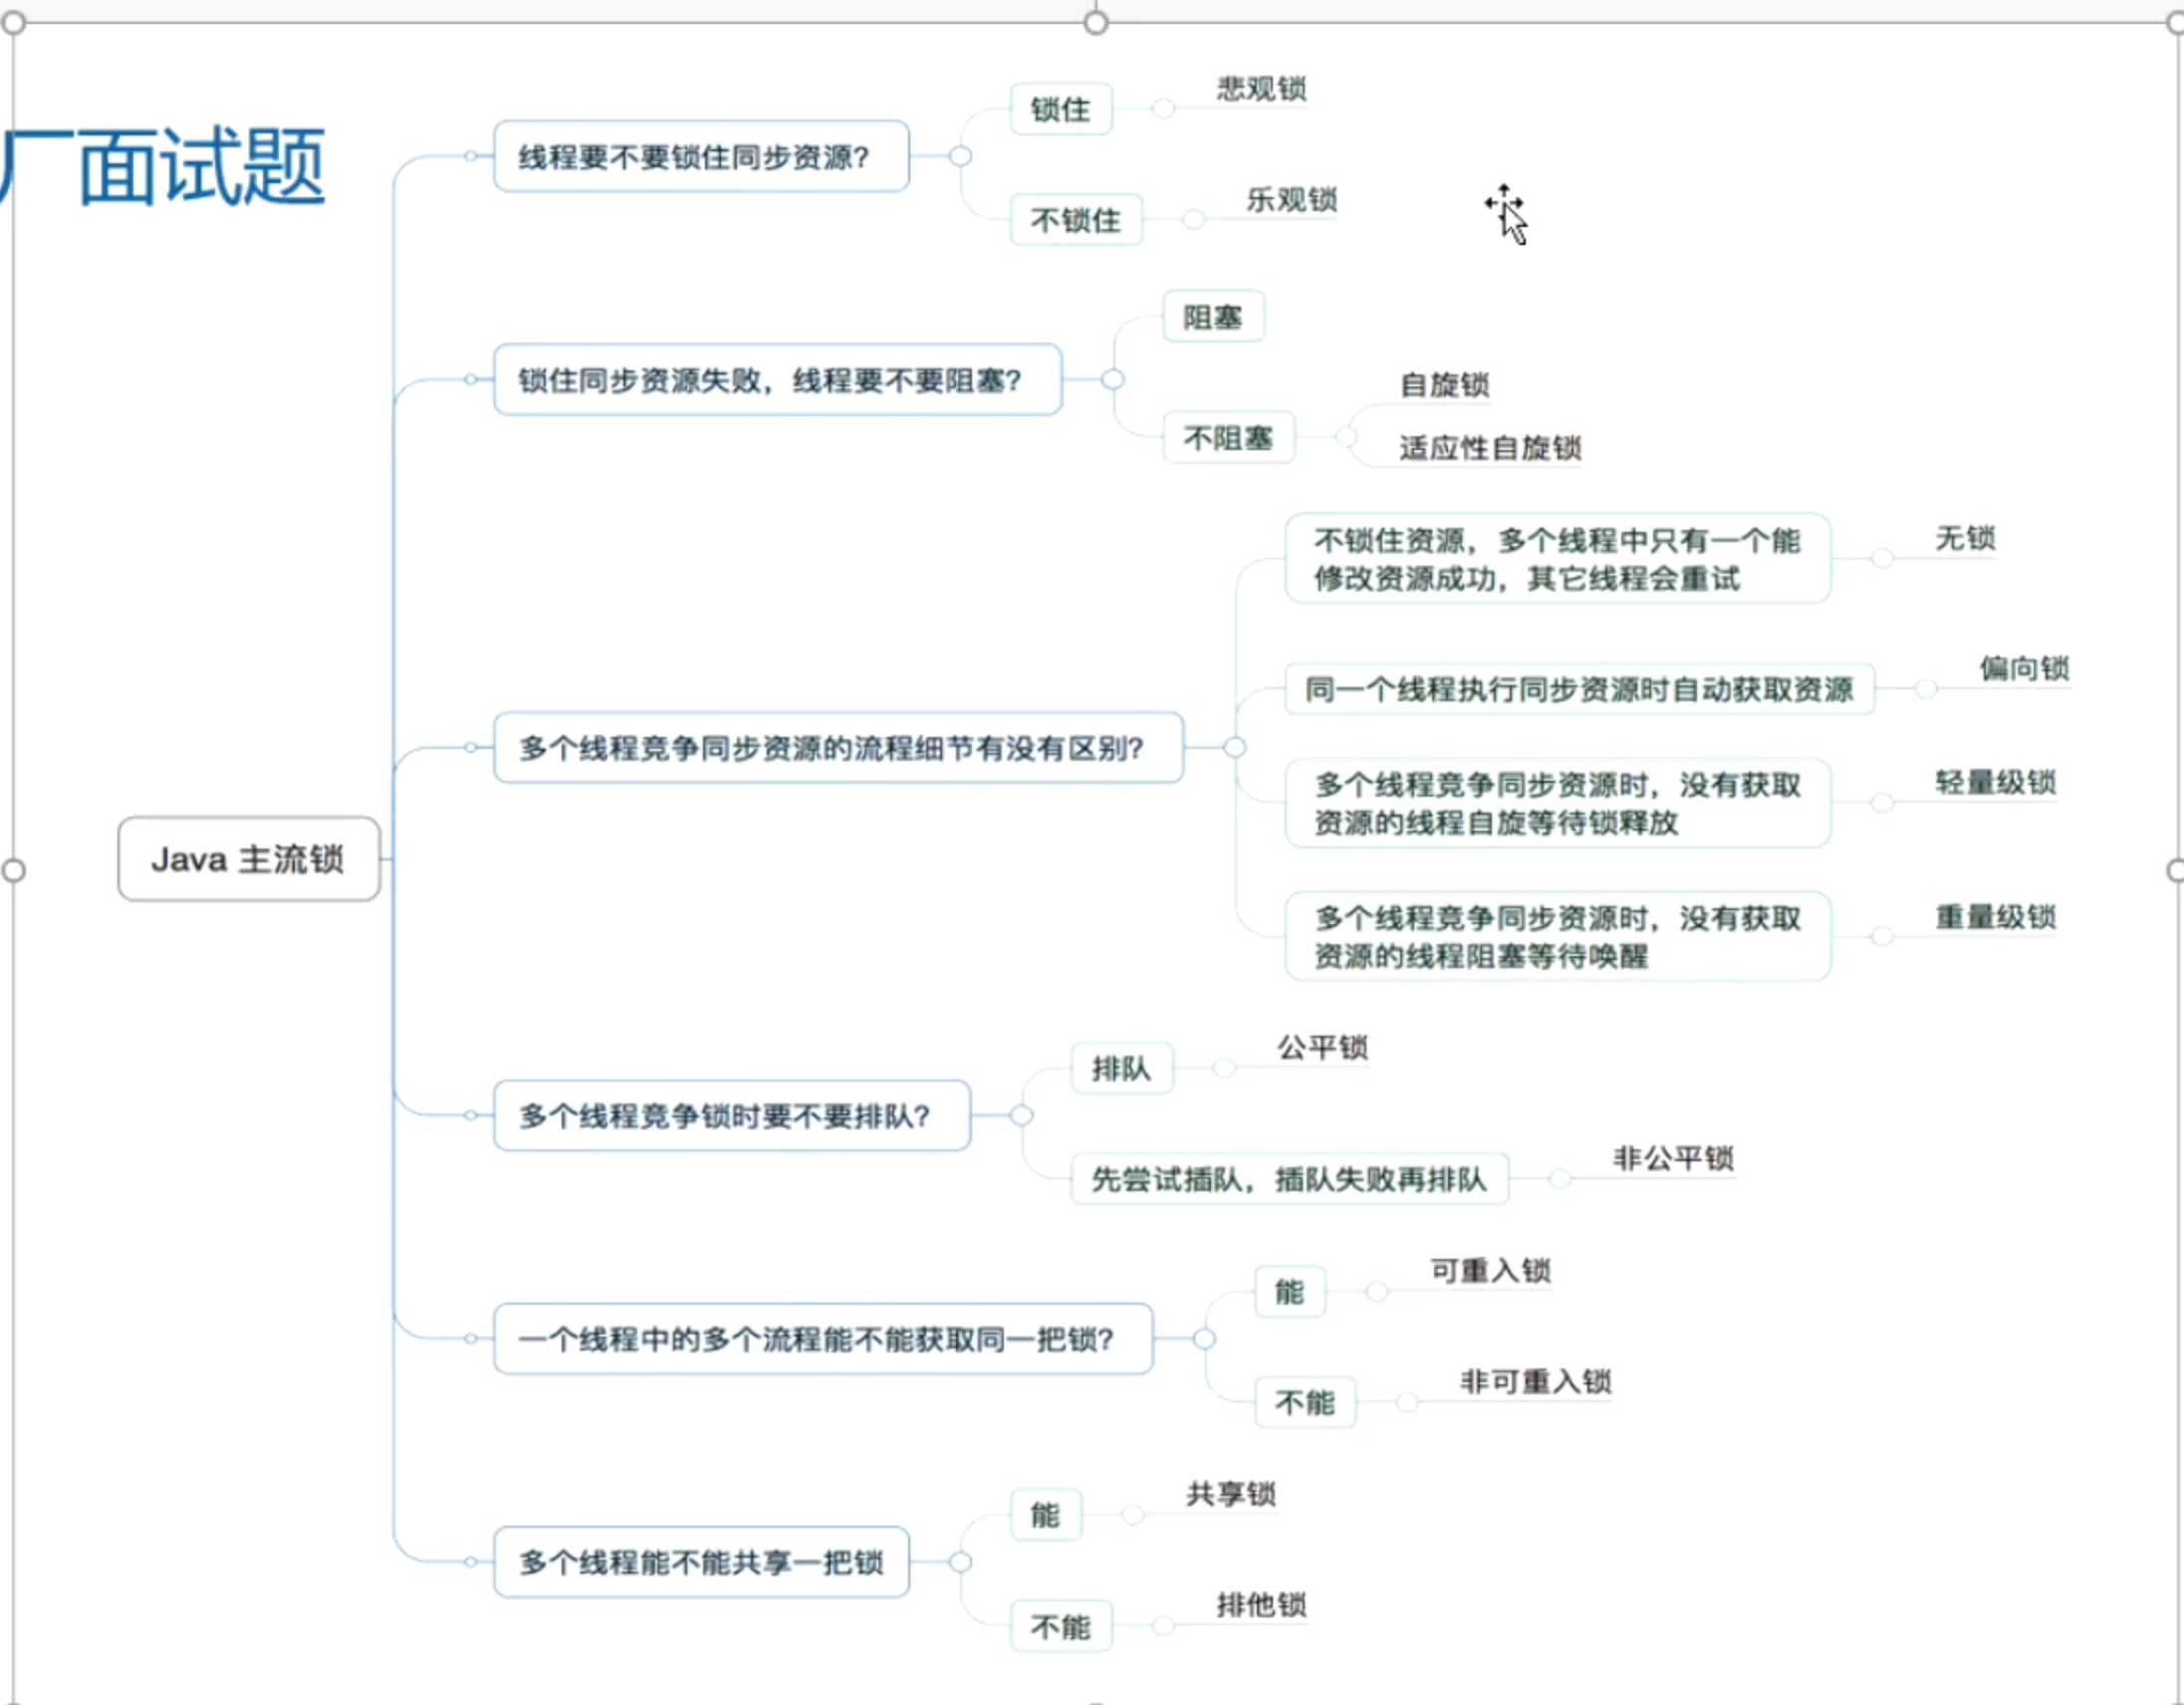 厂面试题
Java 主流锁
线程要不要锁住同步资源?
锁住
悲观锁
不锁住
乐观锁
锁住同步资源失败，线程要不要阻塞?
阻塞
不阻塞
自旋锁
适应性自旋锁
多个线程竞争同步资源的流程细节有没有区别?
不锁住资源，多个线程中只有一个能
修改资源成功，其它线程会重试
无锁
同一个线程执行同步资源时自动获取资源
偏向锁
多个线程竞争同步资源时，没有获取
资源的线程自旋等待锁释放
轻量级锁
多个线程竞争同步资源时，没有获取
资源的线程阻塞等待唤醒
重量级锁
多个线程竞争锁时要不要排队?
排队
公平锁
先尝试插队，插队失败再排队
非公平锁
一个线程中的多个流程能不能获取同一把锁?
能
可重入锁
不能
非可重入锁
多个线程能不能共享一把锁
能
共享锁
不能
排他锁